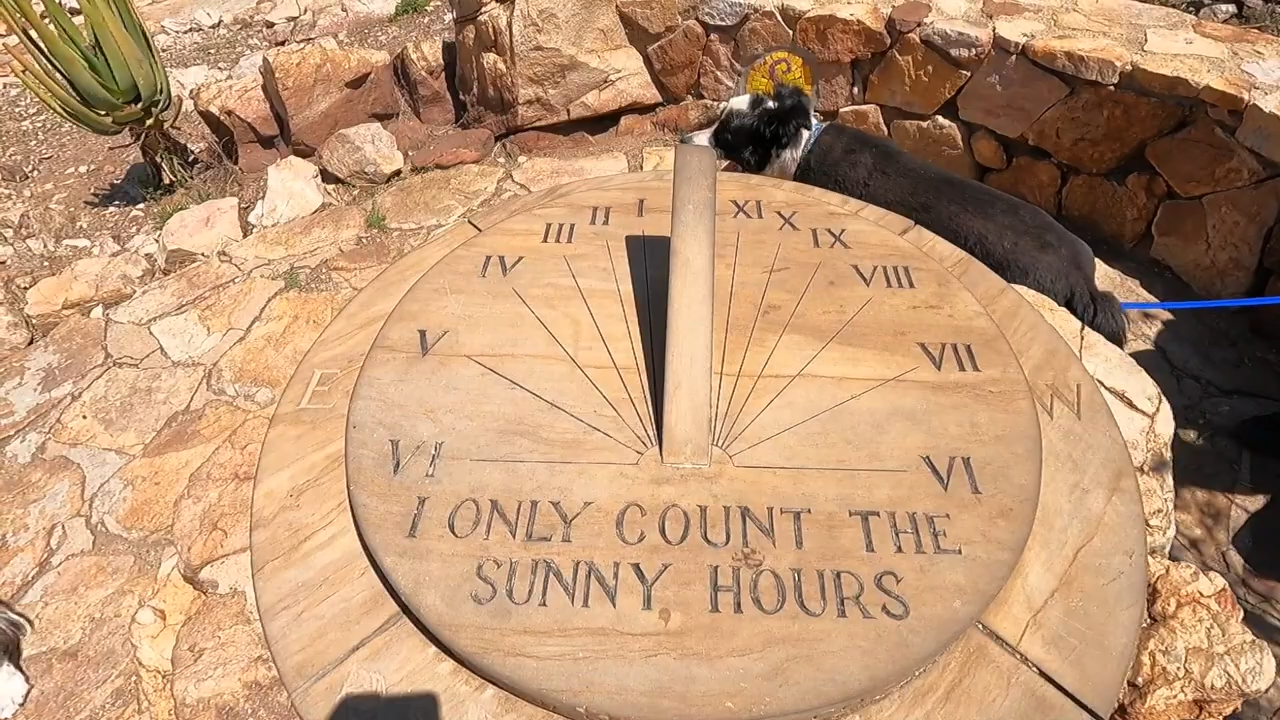 I XI
II X
III IX
IV VIII
V VII
E W
VI VI
I ONLY COUNT THE
SUNNY HOURS